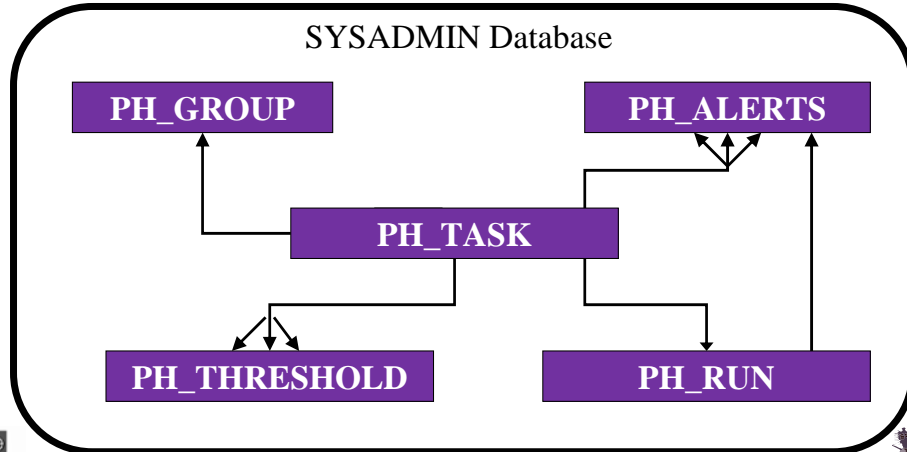 SYSADMIN Database
PH_GROUP
PH_ALERTS
PH_TASK
PH_THRESHOLD
PH_RUN